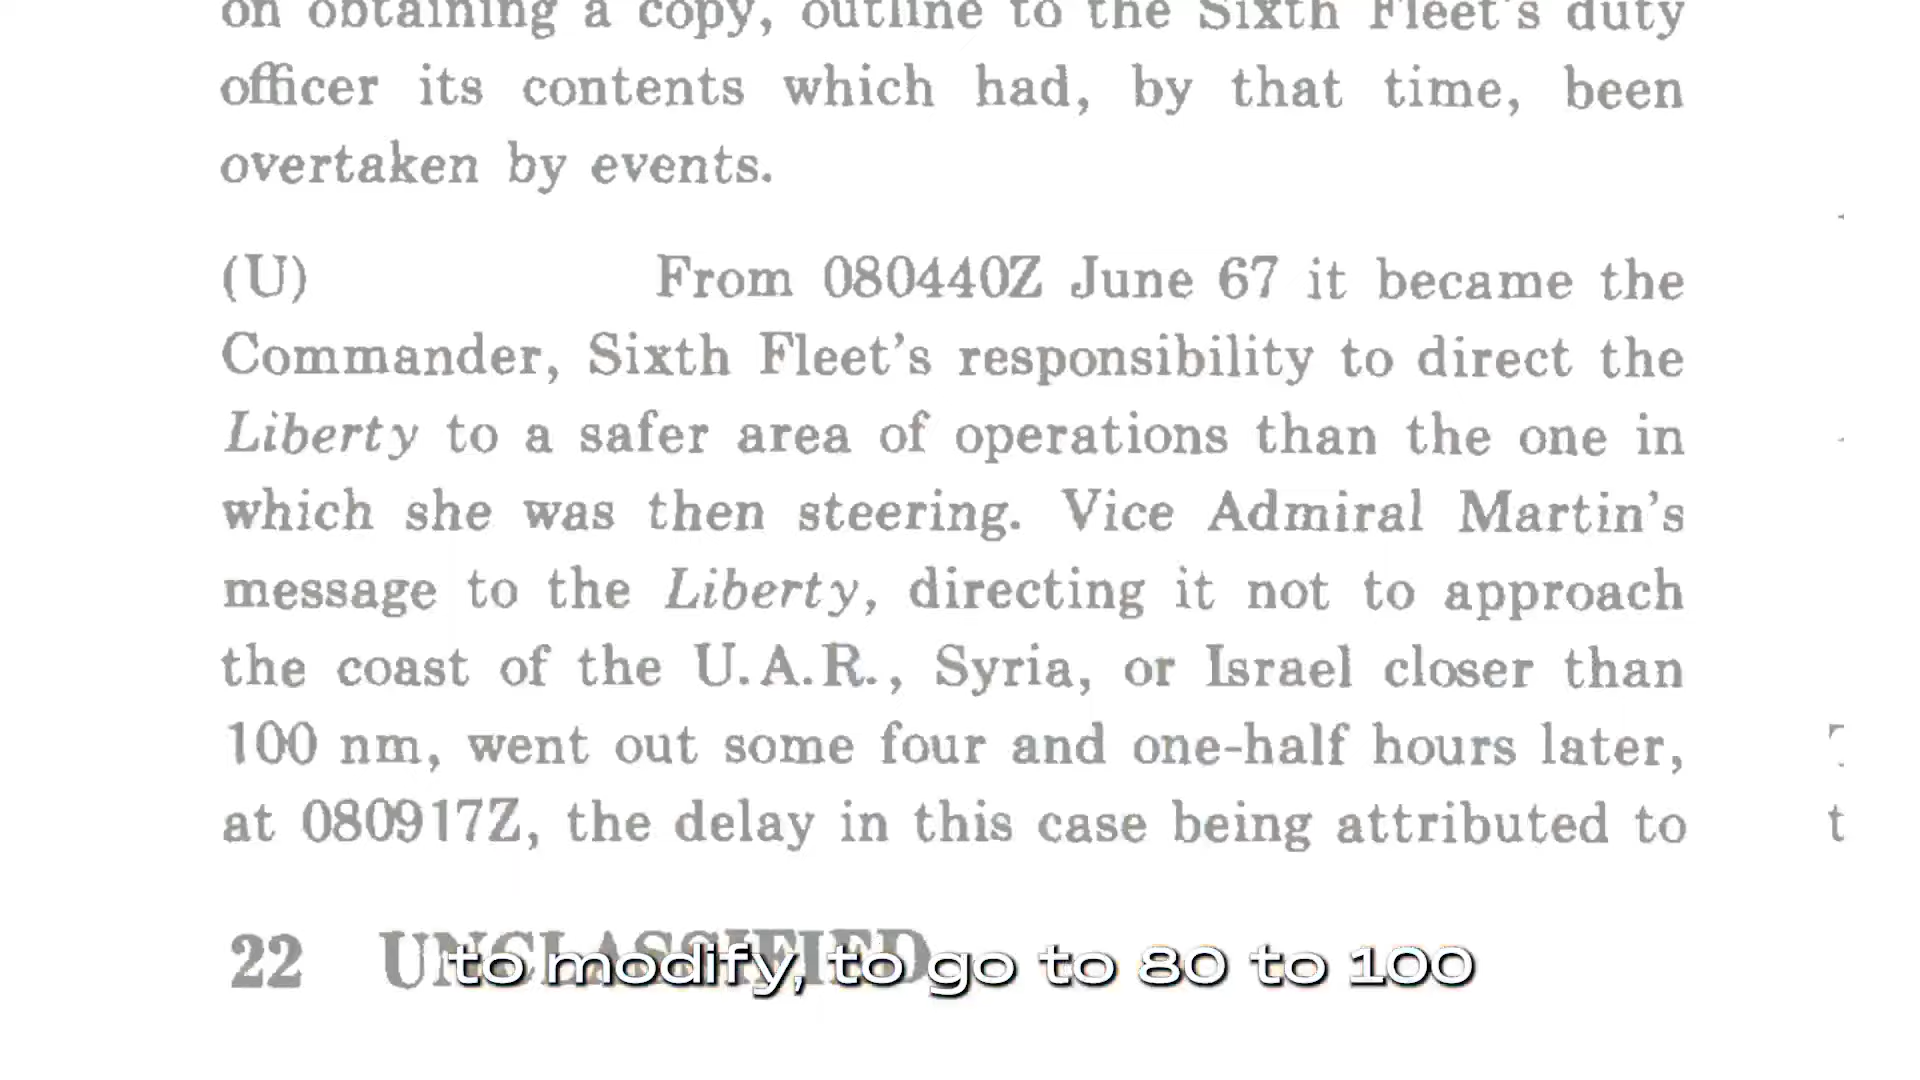 on obtaining a copy, outline to the Sixth Fleet's duty
officer its contents which had, by that time, been
overtaken by events.
(U) From 080440Z June 67 it became the
Commander, Sixth Fleet's responsibility to direct the
Liberty to a safer area of operations than the one in
which she was then steering. Vice Admiral Martin's
message to the Liberty, directing it not to approach
the coast of the U.A.R., Syria, or Israel closer than
100 nm, went out some four and one-half hours later,
at 080917Z, the delay in this case being attributed to
22 UNCLASSIFIED
to modify, to go to 80 to 100